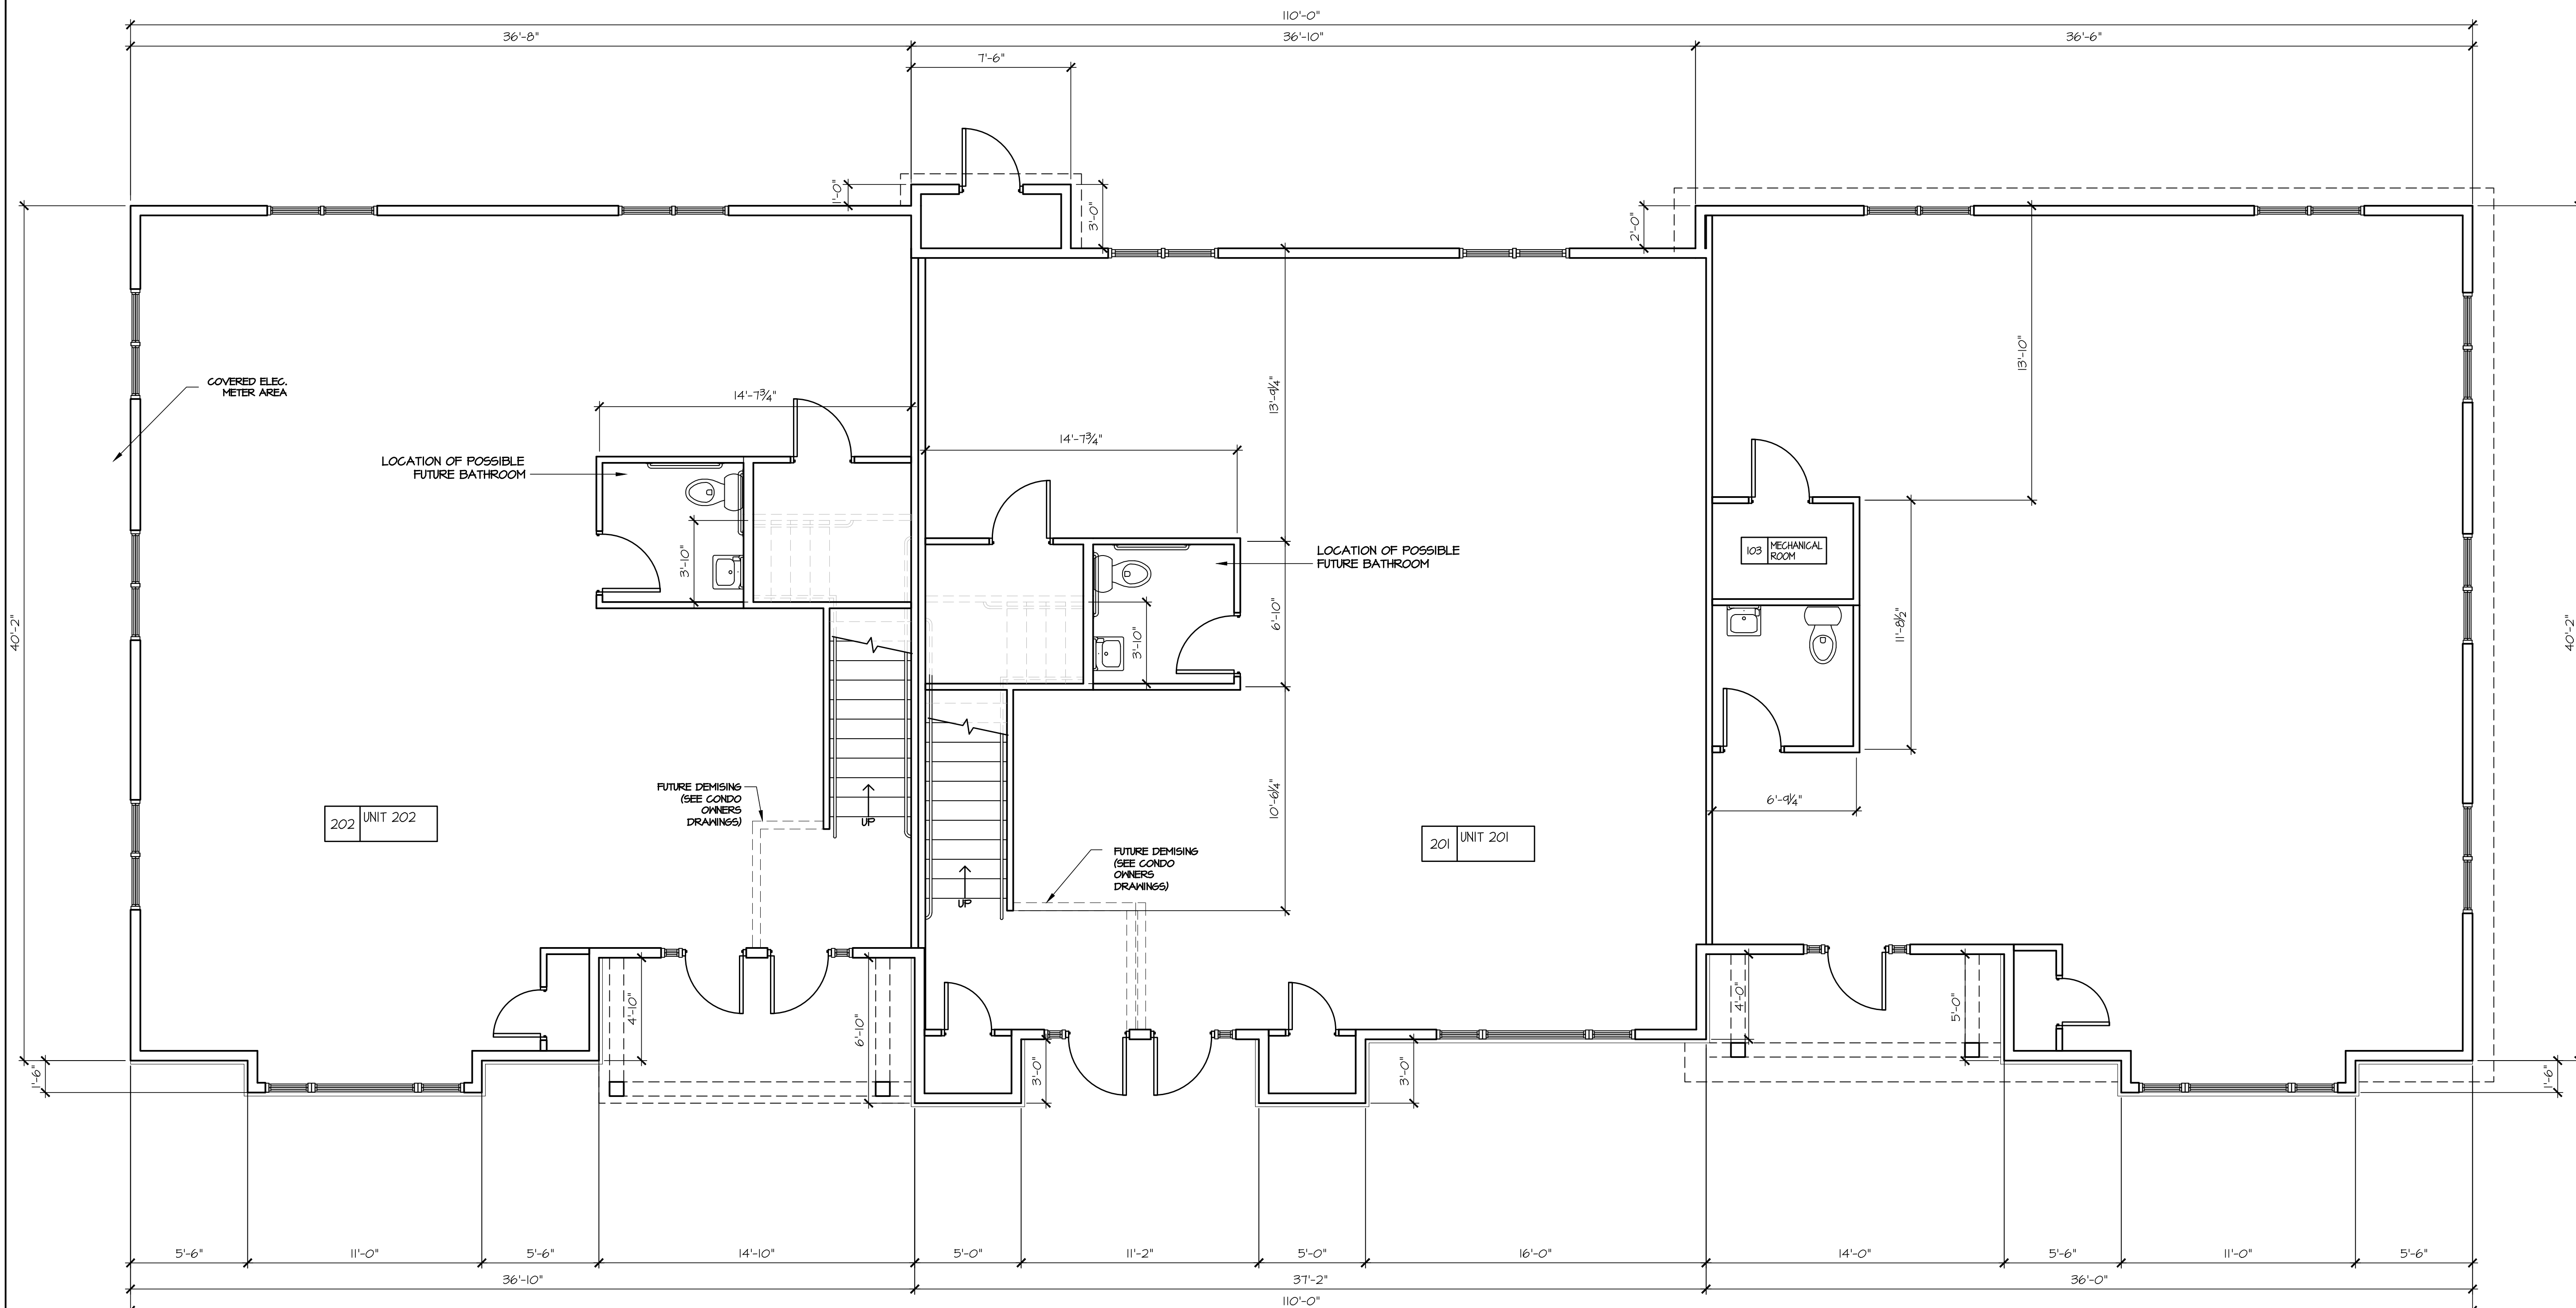 110'-0"
36'-8"
36'-10"
36'-6"
7'-6"
1'-0"
3'-0"
2'-0"
COVERED ELEC.
METER AREA
14'-7¾"
14'-7¾"
13'-9¼"
13'-10"
LOCATION OF POSSIBLE
FUTURE BATHROOM
LOCATION OF POSSIBLE
FUTURE BATHROOM
103
MECHANICAL
ROOM
3'-10"
3'-10"
6'-10"
11'-8½"
40'-2"
40'-2"
FUTURE DEMISING
(SEE CONDO
OWNERS
DRAWINGS)
10'-6¼"
6'-9¼"
202
UNIT 202
UP
201
UNIT 201
FUTURE DEMISING
(SEE CONDO
OWNERS
DRAWINGS)
UP
4'-10"
6'-10"
4'-0"
5'-0"
1'-6"
3'-0"
3'-0"
1'-6"
5'-6"
11'-0"
5'-6"
14'-10"
5'-0"
11'-2"
5'-0"
16'-0"
14'-0"
5'-6"
11'-0"
5'-6"
36'-10"
37'-2"
36'-0"
110'-0"